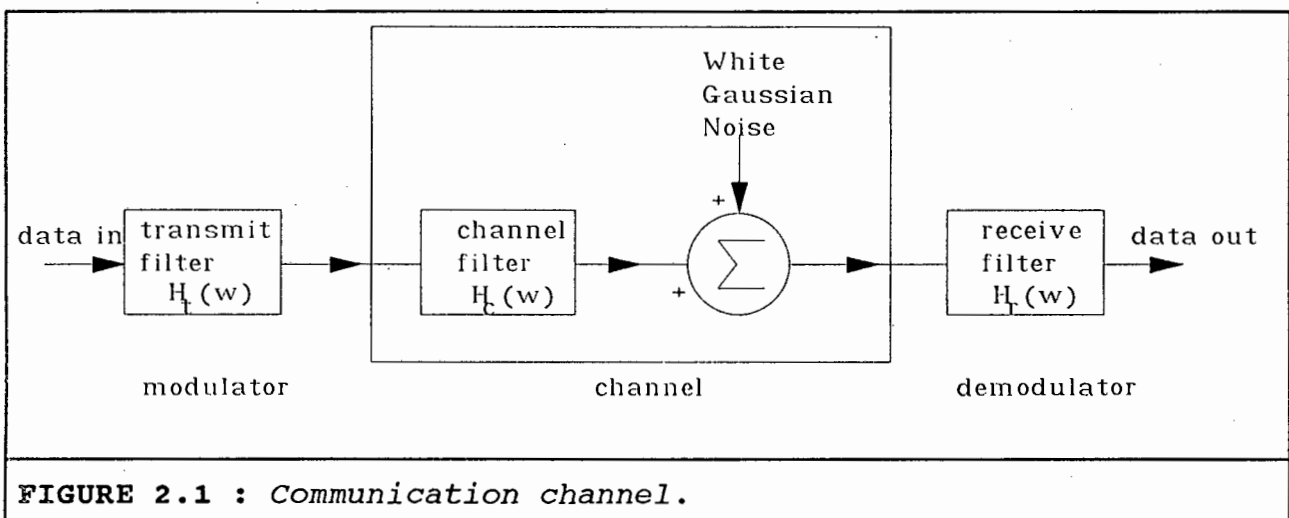 White
Gaussian
Noise
+
data in
transmit
filter
H_t(w)
channel
filter
H_c(w)
+
Σ
receive
filter
H_r(w)
data out
modulator
channel
demodulator
FIGURE 2.1 : Communication channel.